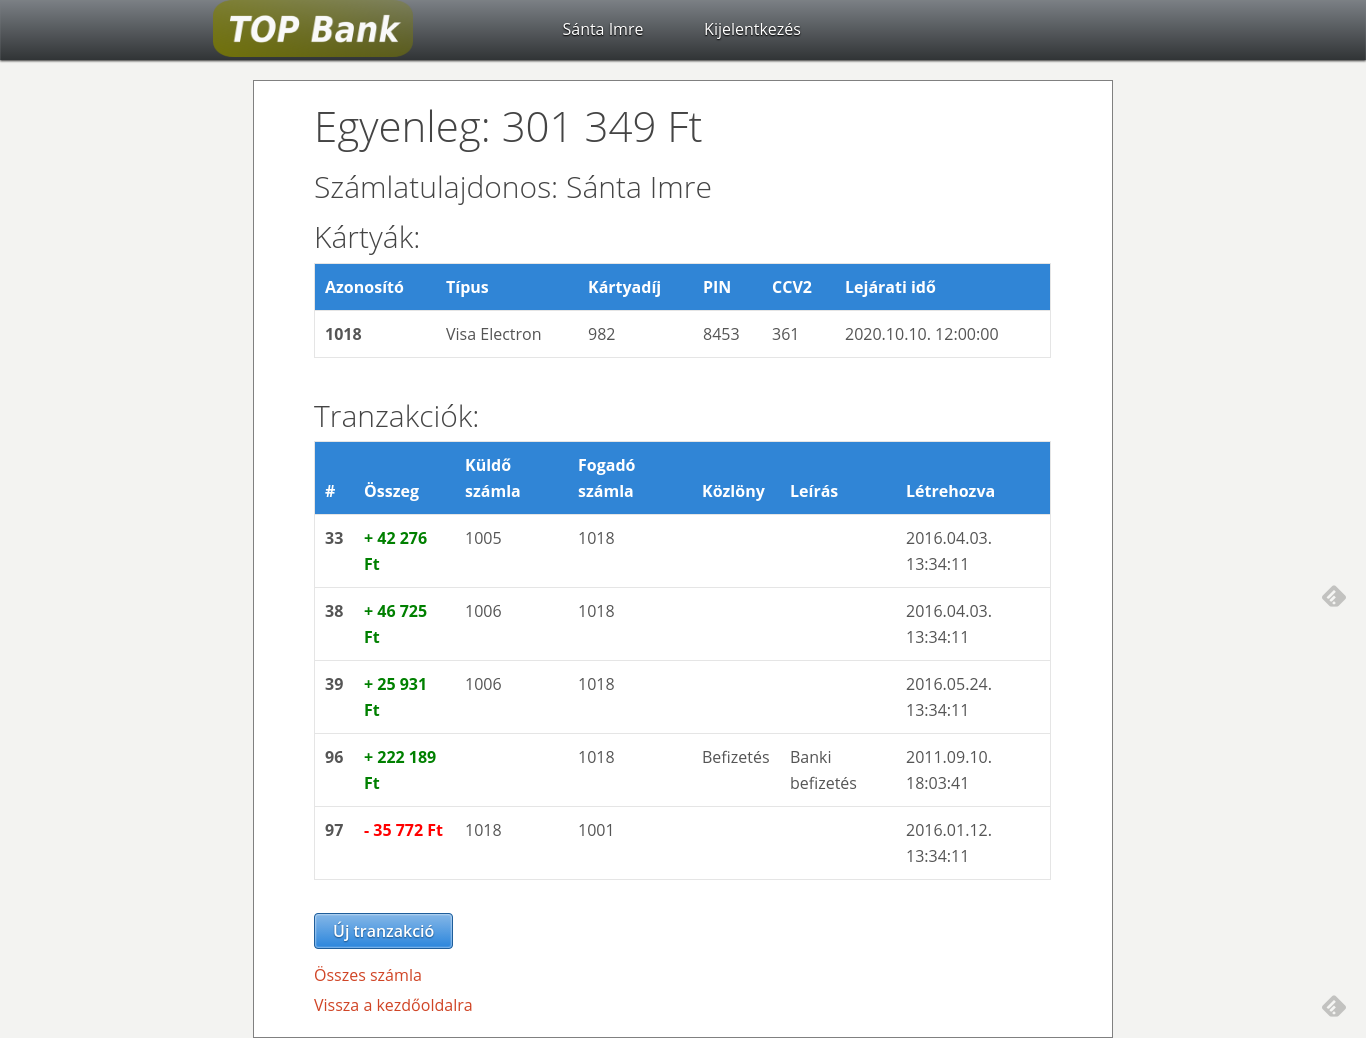 TOP Bank
Sánta Imre Kijelentkezés
Egyenleg: 301 349 Ft
Számlatulajdonos: Sánta Imre
Kártyák:
Azonosító Típus Kártyadíj PIN CCV2 Lejárati idő
1018 Visa Electron 982 8453 361 2020.10.10. 12:00:00
Tranzakciók:
Küldő Fogadó
# Összeg számla számla Közlöny Leírás Létrehozva
33 + 42 276 1005 1018 2016.04.03.
Ft 13:34:11
38 + 46 725 1006 1018 2016.04.03.
Ft 13:34:11
39 + 25 931 1006 1018 2016.05.24.
Ft 13:34:11
96 + 222 189 1018 Befizetés Banki 2011.09.10.
Ft befizetés 18:03:41
97 - 35 772 Ft 1018 1001 2016.01.12.
13:34:11
Új tranzakció
Összes számla
Vissza a kezdőoldalra